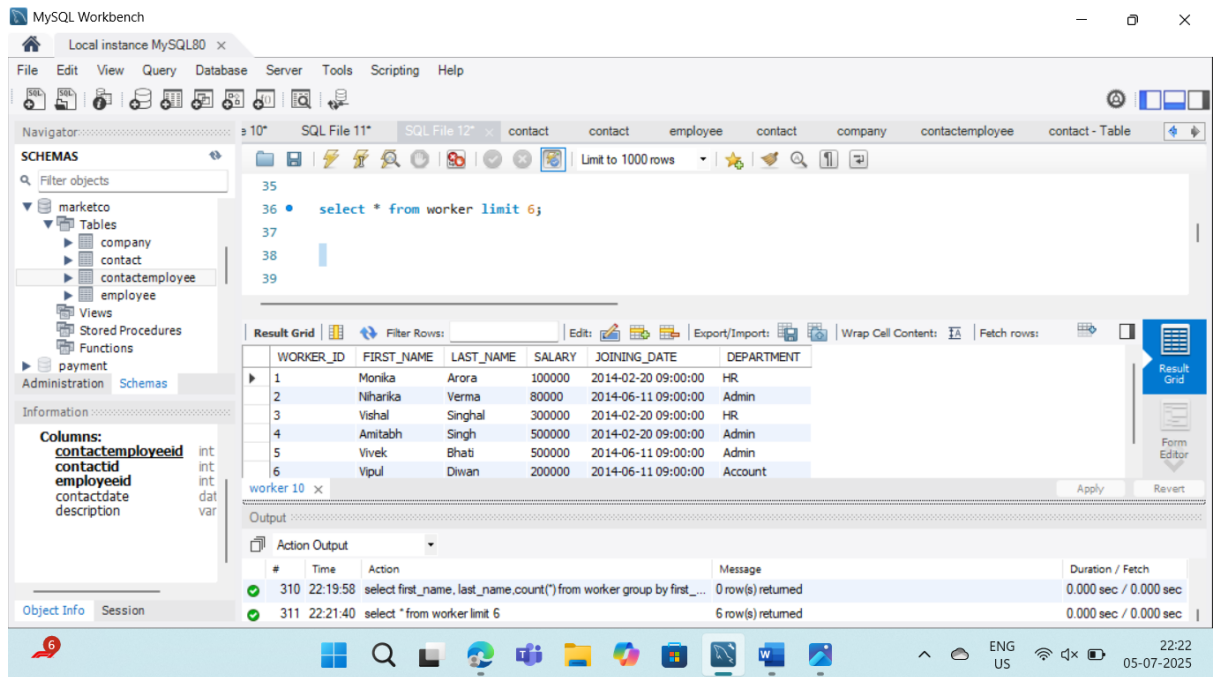 MySQL Workbench
Local instance MySQL80
File Edit View Query Database Server Tools Scripting Help
Navigator
SCHEMAS
Filter objects
marketco
Tables
company
contact
contactemployee
employee
Views
Stored Procedures
Functions
payment
Administration Schemas
Information
Columns:
contactemployeeid int
contactid int
employeeid int
contactdate dat
description var
Object Info Session
e 10* SQL File 11* SQL File 12* contact contact employee contact company contactemployee contact - Table
Limit to 1000 rows
35
36 select * from worker limit 6;
37
38
39
Result Grid Filter Rows: Edit: Export/Import: Wrap Cell Content: Fetch rows:
WORKER_ID FIRST_NAME LAST_NAME SALARY JOINING_DATE DEPARTMENT
1 Monika Arora 100000 2014-02-20 09:00:00 HR
2 Niharika Verma 80000 2014-06-11 09:00:00 Admin
3 Vishal Singhal 300000 2014-02-20 09:00:00 HR
4 Amitabh Singh 500000 2014-02-20 09:00:00 Admin
5 Vivek Bhati 500000 2014-06-11 09:00:00 Admin
6 Vipul Diwan 200000 2014-06-11 09:00:00 Account
Result Grid
Form Editor
worker 10 Apply Revert
Output
Action Output
# Time Action Message Duration / Fetch
310 22:19:58 select first_name, last_name,count(*) from worker group by first_... 0 row(s) returned 0.000 sec / 0.000 sec
311 22:21:40 select * from worker limit 6 6 row(s) returned 0.000 sec / 0.000 sec
6
ENG US
22:22
05-07-2025